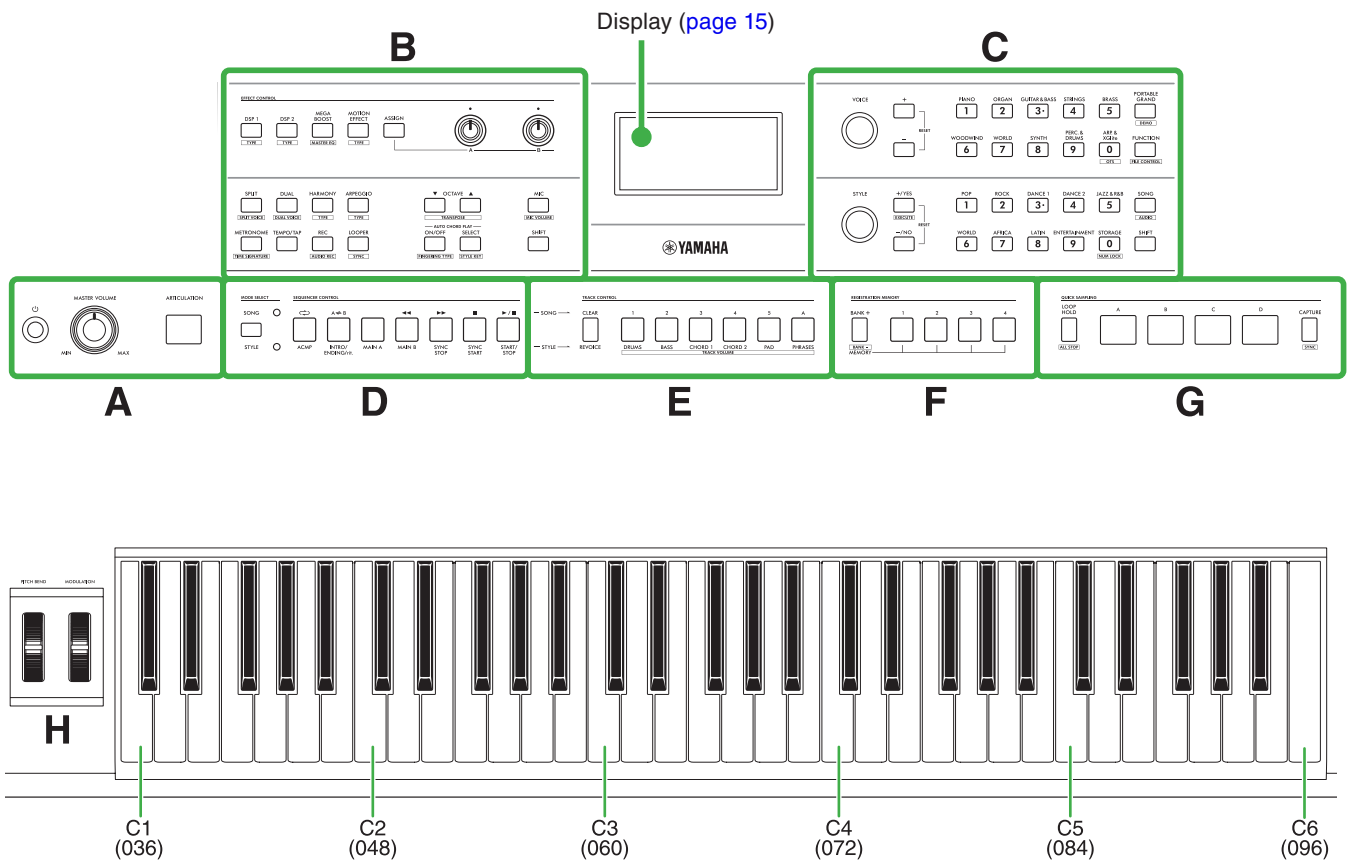 Display (page 15)
B
C
EFFECT CONTROL
DSP 1
DSP 2
MEGA BOOST
MOTION EFFECT
ASSIGN
TYPE
TYPE
MASTER EQ
TYPE
A
B
SPLIT
DUAL
HARMONY
ARPEGGIO
▼ OCTAVE ▲
MIC
SPLIT VOICE
DUAL VOICE
TYPE
TYPE
TRANSPOSE
MIC VOLUME
AUTO CHORD PLAY
METRONOME
TEMPO/TAP
REC
LOOPER
ON/OFF
SELECT
SHIFT
TIME SIGNATURE
AUDIO REC
SYNC
FINGERING TYPE
STYLE KEY
YAMAHA
VOICE
+
−
RESET
PIANO
ORGAN
GUITAR & BASS
STRINGS
BRASS
PORTABLE GRAND
1
2
3
4
5
DEMO
WOODWIND
WORLD
SYNTH
PERC. & DRUMS
ARP & XGlite
FUNCTION
6
7
8
9
0
OTS
FILE CONTROL
STYLE
+/YES
EXECUTE
−/NO
RESET
POP
ROCK
DANCE 1
DANCE 2
JAZZ & R&B
SONG
1
2
3
4
5
AUDIO
WORLD
AFRICA
LATIN
ENTERTAINMENT
STORAGE
SHIFT
6
7
8
9
0
NUM LOCK
MASTER VOLUME
ARTICULATION
MIN
MAX
MODE SELECT
SONG
STYLE
SEQUENCER CONTROL
A⇌B
◀◀
▶▶
■
▶/■
ACMP
INTRO/ENDING/rit.
MAIN A
MAIN B
SYNC STOP
SYNC START
START/STOP
TRACK CONTROL
SONG
CLEAR
1
2
3
4
5
A
STYLE
REVOICE
DRUMS
BASS
CHORD 1
CHORD 2
PAD
PHRASES
TRACK VOLUME
REGISTRATION MEMORY
BANK +
1
2
3
4
BANK −
MEMORY
QUICK SAMPLING
LOOP HOLD
A
B
C
D
CAPTURE
ALL STOP
SYNC
A
D
E
F
G
PITCH BEND
MODULATION
H
C1
(036)
C2
(048)
C3
(060)
C4
(072)
C5
(084)
C6
(096)